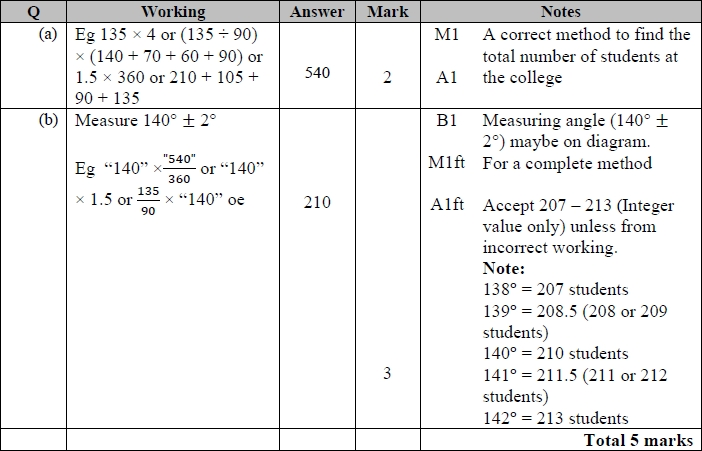 Q Working Answer Mark Notes
(a) Eg 135 × 4 or (135 ÷ 90)
× (140 + 70 + 60 + 90) or
1.5 × 360 or 210 + 105 +
90 + 135
540
2
M1 A correct method to find the
total number of students at
A1 the college
(b) Measure 140° ± 2°
Eg “140” × "540"/360 or “140”
× 1.5 or 135/90 × “140” oe
210
3
B1 Measuring angle (140° ±
2°) maybe on diagram.
M1ft For a complete method
A1ft Accept 207 – 213 (Integer
value only) unless from
incorrect working.
Note:
138° = 207 students
139° = 208.5 (208 or 209
students)
140° = 210 students
141° = 211.5 (211 or 212
students)
142° = 213 students
Total 5 marks